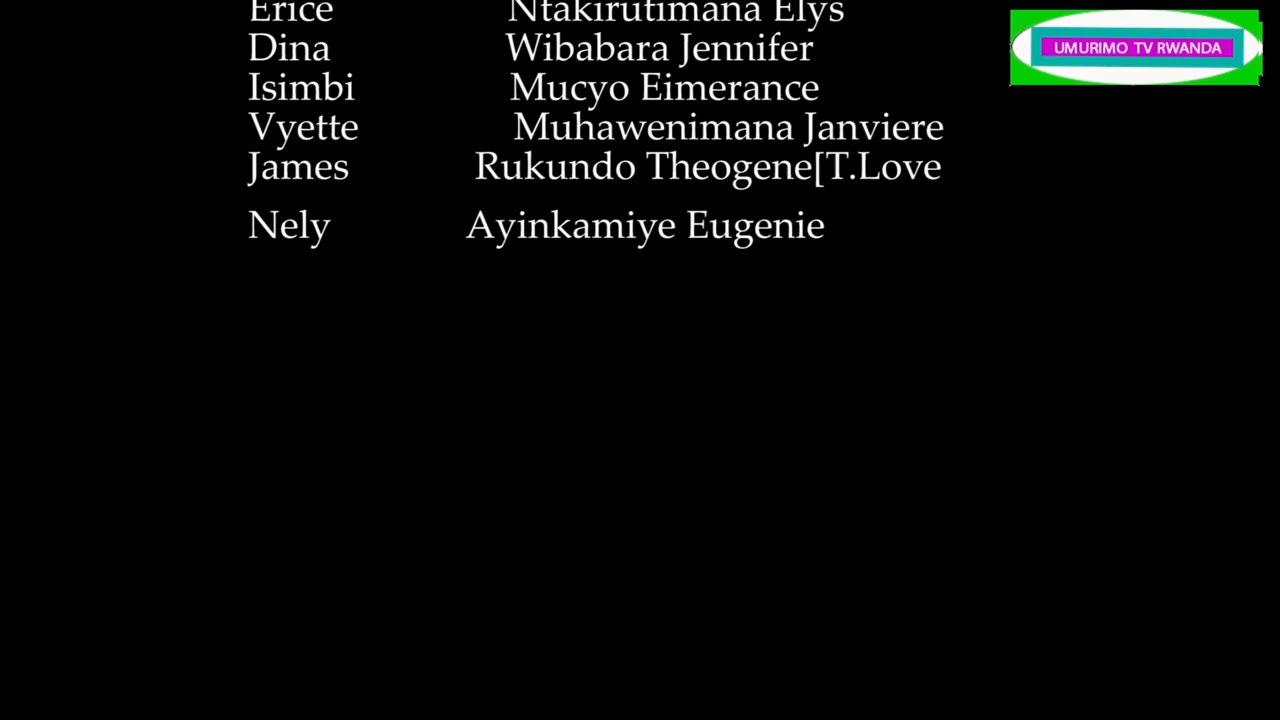 Erice Ntakirutimana Elys
Dina Wibabara Jennifer
Isimbi Mucyo Eimerance
Vyette Muhawenimana Janviere
James Rukundo Theogene[T.Love
Nely Ayinkamiye Eugenie
UMURIMO TV RWANDA